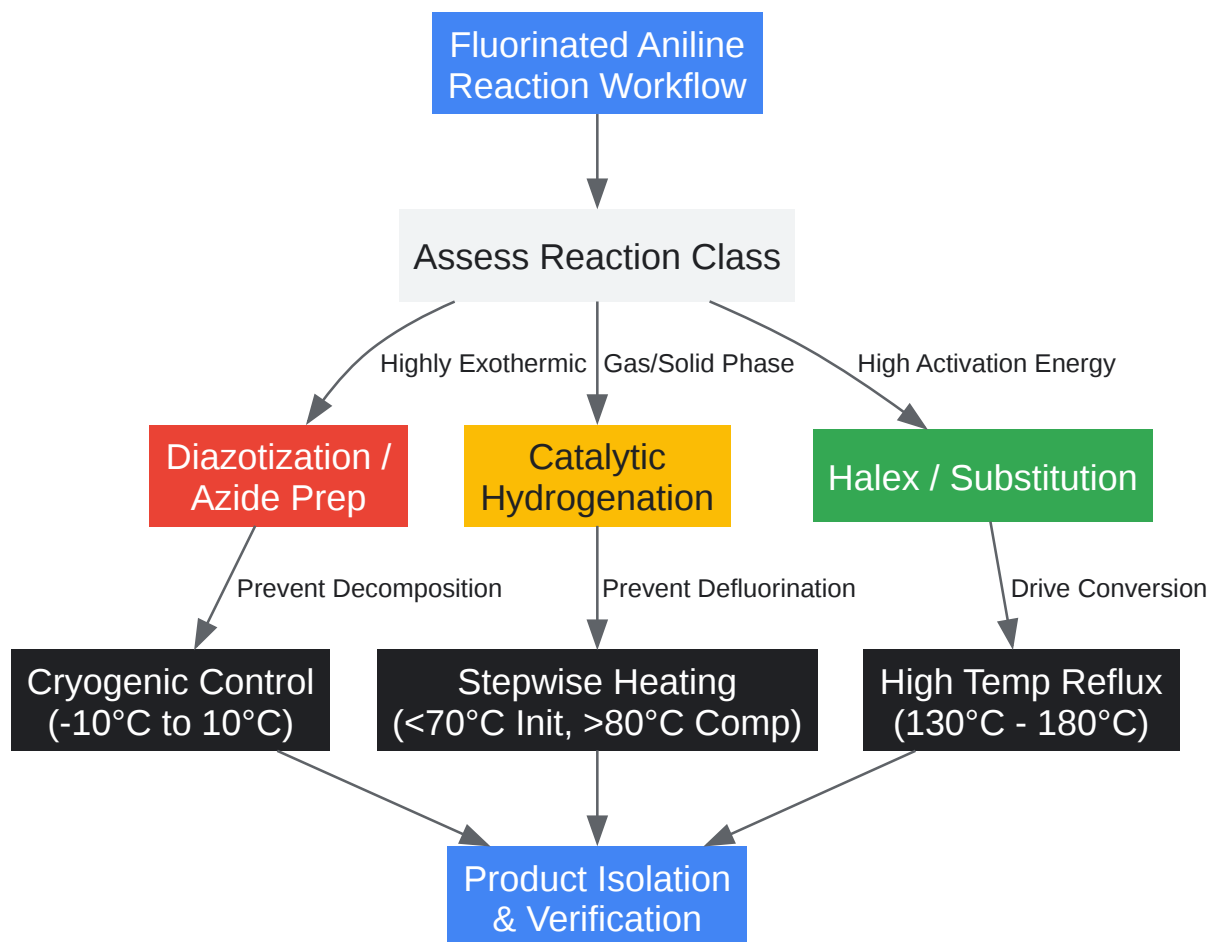 Fluorinated Aniline
Reaction Workflow
Assess Reaction Class
Highly Exothermic
Gas/Solid Phase
High Activation Energy
Diazotization /
Azide Prep
Catalytic
Hydrogenation
Halex / Substitution
Prevent Decomposition
Prevent Defluorination
Drive Conversion
Cryogenic Control
(-10°C to 10°C)
Stepwise Heating
(<70°C Init, >80°C Comp)
High Temp Reflux
(130°C - 180°C)
Product Isolation
& Verification